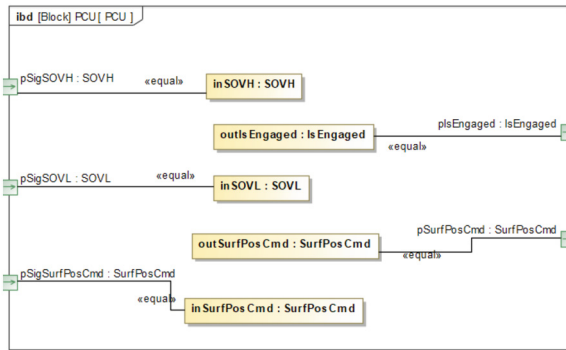 ibd [Block] PCU[ PCU ]
pSigSOVH : SOVH
«equal»
inSOVH : SOVH
outIsEngaged : IsEngaged
pIsEngaged : IsEngaged
«equal»
pSigSOVL : SOVL
«equal»
inSOVL : SOVL
outSurfPosCmd : SurfPosCmd
pSurfPosCmd : SurfPosCmd
«equal»
pSigSurfPosCmd : SurfPosCmd
«equal»
inSurfPosCmd : SurfPosCmd